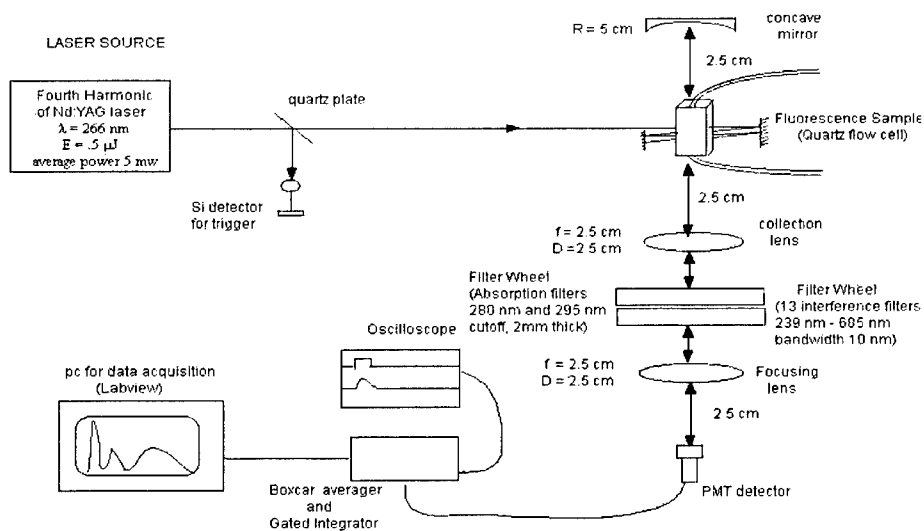 LASER SOURCE
Fourth Harmonic
of Nd:YAG laser
λ = 266 nm
E = .5 μJ
average power 5 mw
quartz plate
Si detector
for trigger
R = 5 cm
concave
mirror
2.5 cm
Fluorescence Sample
(Quartz flow cell)
2.5 cm
f = 2.5 cm
D = 2.5 cm
collection
lens
Filter Wheel
(Absorption filters
280 nm and 295 nm
cutoff, 2mm thick)
Filter Wheel
(13 interference filters
239 nm - 605 nm
bandwidth 10 nm)
f = 2.5 cm
D = 2.5 cm
Focusing
lens
2.5 cm
PMT detector
Oscilloscope
pc for data acquisition
(Labview)
Boxcar averager
and
Gated Integrator